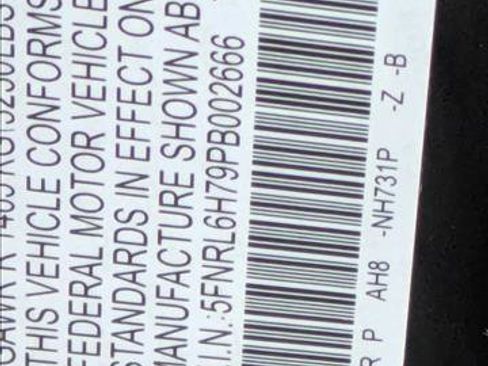 THIS VEHICLE CONFORMS
FEDERAL MOTOR VEHICLE
STANDARDS IN EFFECT ON
MANUFACTURE SHOWN AB
.I.N.:5FNRL6H79PB002666
R P AH8 -NH731P -Z -B